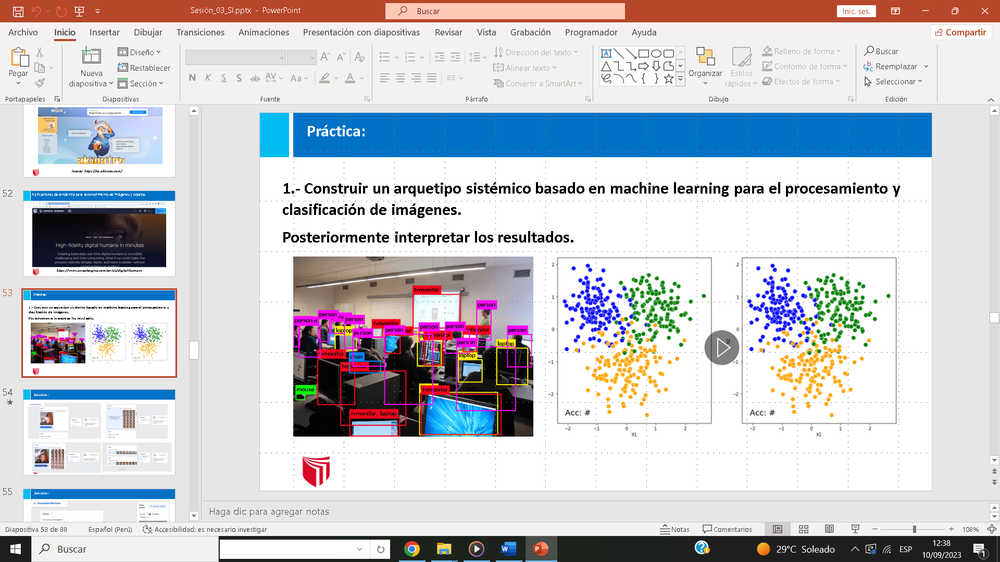 Sesión_03_SI.pptx - PowerPoint
Buscar
Inic. ses.
Archivo Inicio Insertar Dibujar Transiciones Animaciones Presentación con diapositivas Revisar Vista Grabación Programador Ayuda
Compartir
Pegar
Portapapeles
Nueva diapositiva
Diseño
Restablecer
Sección
Diapositivas
N K S S ab AV Aa A
Fuente
Dirección del texto
Alinear texto
Convertir a SmartArt
Párrafo
Organizar
Estilos rápidos
Relleno de forma
Contorno de forma
Efectos de forma
Dibujo
Buscar
Reemplazar
Seleccionar
Edición
Regístrate ya y juega gratis
akinator
Fuente: https://es.akinator.com/
52
Aplicaciones de tendencia para reconocimiento de imágenes y objetos
UNREAL ENGINE
MEET THE METAHUMANS
High-fidelity digital humans in minutes
Creating believable real-time digital humans is incredibly
challenging and time-consuming. What if we could make the
process radically simpler, faster, and more scalable—without
compromising on quality?
https://www.unrealengine.com/en-US/digital-humans
53
Práctica:
1.- Construir un arquetipo sistémico basado en machine learning para el procesamiento y
clasificación de imágenes.
Posteriormente interpretar los resultados.
54
Solución:
55
Solución:
Teachable Machine
Celular
Práctica:
1.- Construir un arquetipo sistémico basado en machine learning para el procesamiento y
clasificación de imágenes.
Posteriormente interpretar los resultados.
tvmonitor
person
person
person
person
laptop
person
tvmonitor
person
person
person
person
person
laptop
laptop
tvmonitor
chair
mouse
tvmonitor
tvmonitor, laptop
2
1
0
−1
−2
Acc: #
−2 −1 0 1 2
X1
2
1
0
−1
−2
Acc: #
−2 −1 0 1 2
X1
Haga clic para agregar notas
Diapositiva 53 de 88 Español (Perú) Accesibilidad: es necesario investigar
Notas Comentarios 108%
Buscar
29°C Soleado
ESP
12:38
10/09/2023
1